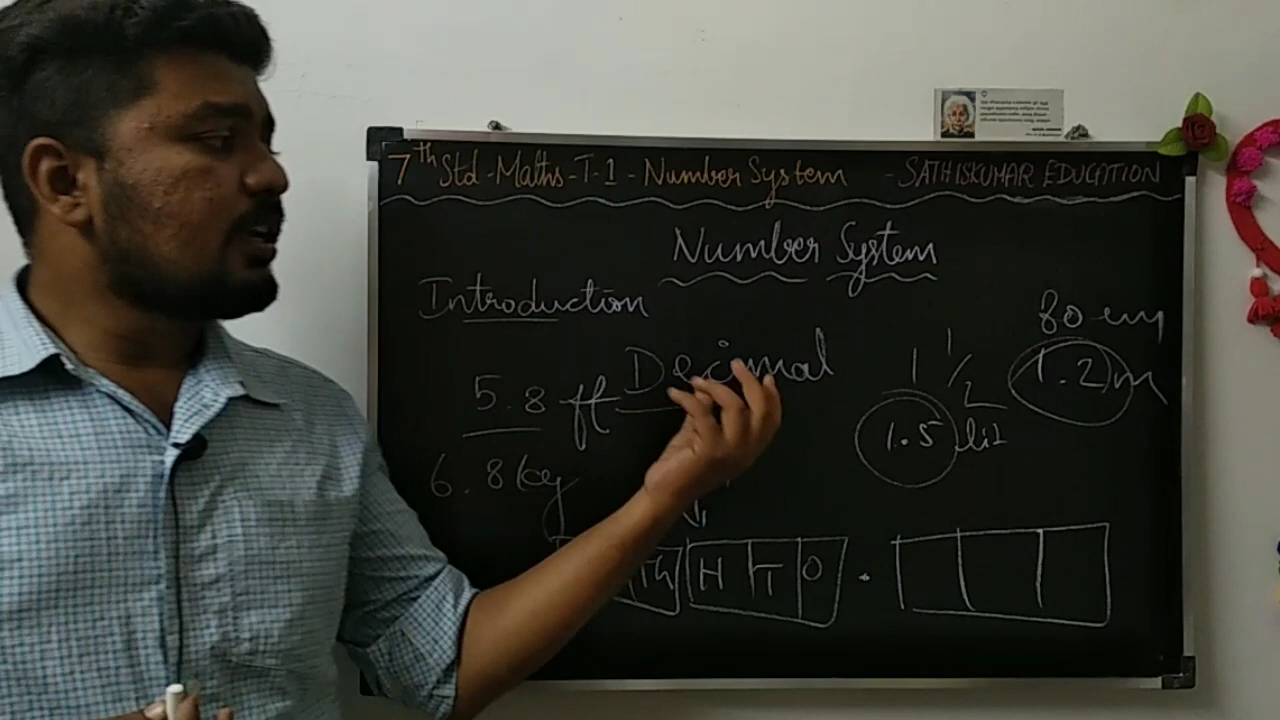 7th Std - Maths - T-1 - Number System - SATHISKUMAR EDUCATION
Number System
Introduction
Decimal
5.8 ft
6.8 kg
1 1/2
1.5 lit
80 cm
1.2 m
Th H T O .